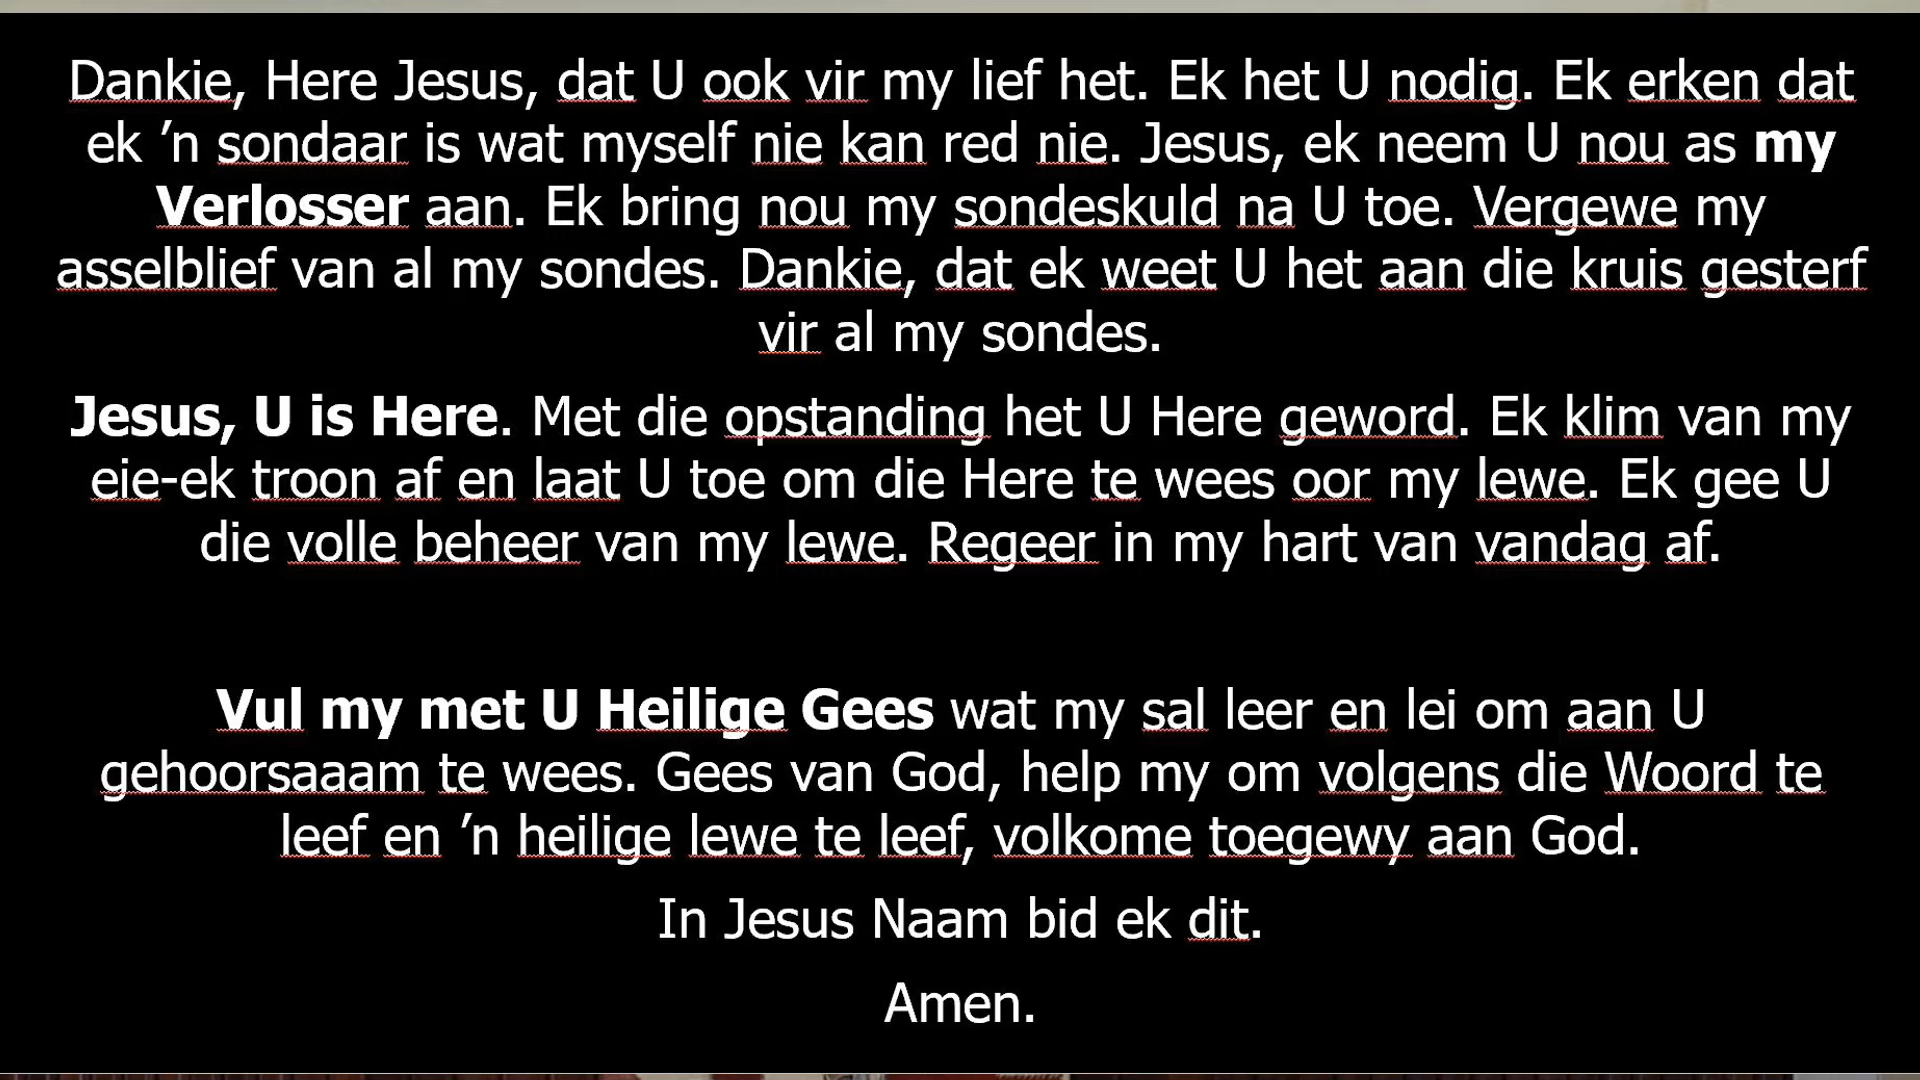 Dankie, Here Jesus, dat U ook vir my lief het. Ek het U nodig. Ek erken dat
ek ’n sondaar is wat myself nie kan red nie. Jesus, ek neem U nou as my
Verlosser aan. Ek bring nou my sondeskuld na U toe. Vergewe my
asselblief van al my sondes. Dankie, dat ek weet U het aan die kruis gesterf
vir al my sondes.
Jesus, U is Here. Met die opstanding het U Here geword. Ek klim van my
eie-ek troon af en laat U toe om die Here te wees oor my lewe. Ek gee U
die volle beheer van my lewe. Regeer in my hart van vandag af.
Vul my met U Heilige Gees wat my sal leer en lei om aan U
gehoorsaaam te wees. Gees van God, help my om volgens die Woord te
leef en ’n heilige lewe te leef, volkome toegewy aan God.
In Jesus Naam bid ek dit.
Amen.